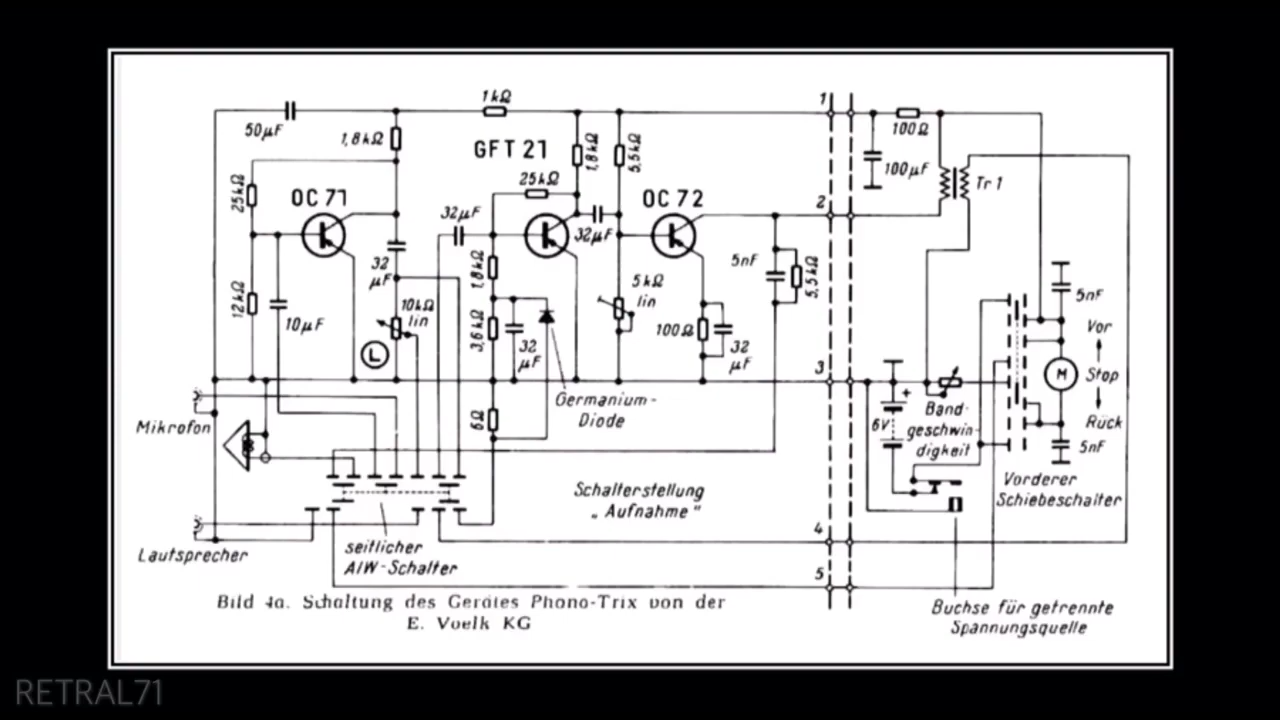 1kΩ
1
50μF
1,8kΩ
GFT 21
1,8kΩ
5,5kΩ
100Ω
100μF
Tr 1
25kΩ
OC 71
25kΩ
OC 72
2
32μF
32μF
32
μF
1,8kΩ
5kΩ
lin
5nF
5,5kΩ
12kΩ
10μF
10kΩ
lin
L
3,6kΩ
32
μF
100Ω
32
μF
5nF
Vor
M
Stop
Rück
5nF
3
+
6V
Band-
geschwin-
digkeit
Mikrofon
6Ω
Germanium-
Diode
Vorderer
Schiebeschalter
Schalterstellung
„Aufnahme"
4
Lautsprecher
seitlicher
A/W-Schalter
5
Bild 4a. Schaltung des Gerätes Phono-Trix von der
E. Voelk KG
Buchse für getrennte
Spannungsquelle
RETRAL71